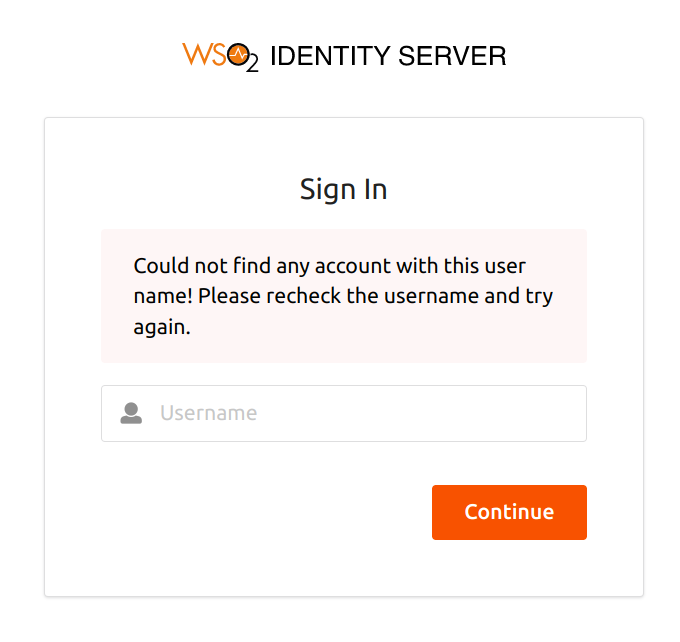 WSO2 IDENTITY SERVER
Sign In
Could not find any account with this user
name! Please recheck the username and try
again.
Username
Continue